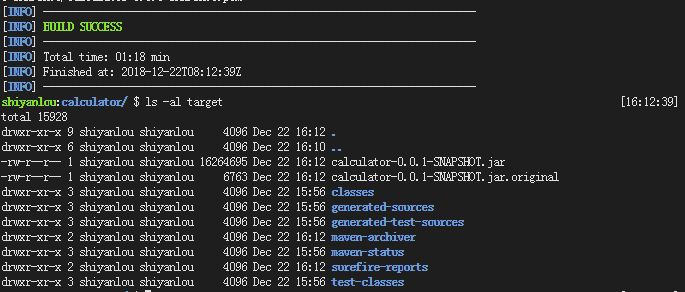 [INFO] ------------------------------------------------------------------------
[INFO] BUILD SUCCESS
[INFO] ------------------------------------------------------------------------
[INFO] Total time: 01:18 min
[INFO] Finished at: 2018-12-22T08:12:39Z
[INFO] ------------------------------------------------------------------------
shiyanlou:calculator/ $ ls -al target [16:12:39]
total 15928
drwxr-xr-x 9 shiyanlou shiyanlou 4096 Dec 22 16:12 .
drwxr-xr-x 6 shiyanlou shiyanlou 4096 Dec 22 16:10 ..
-rw-r--r-- 1 shiyanlou shiyanlou 16264695 Dec 22 16:12 calculator-0.0.1-SNAPSHOT.jar
-rw-r--r-- 1 shiyanlou shiyanlou 6763 Dec 22 16:12 calculator-0.0.1-SNAPSHOT.jar.original
drwxr-xr-x 3 shiyanlou shiyanlou 4096 Dec 22 15:56 classes
drwxr-xr-x 3 shiyanlou shiyanlou 4096 Dec 22 15:56 generated-sources
drwxr-xr-x 3 shiyanlou shiyanlou 4096 Dec 22 15:56 generated-test-sources
drwxr-xr-x 2 shiyanlou shiyanlou 4096 Dec 22 16:12 maven-archiver
drwxr-xr-x 3 shiyanlou shiyanlou 4096 Dec 22 15:56 maven-status
drwxr-xr-x 2 shiyanlou shiyanlou 4096 Dec 22 16:12 surefire-reports
drwxr-xr-x 3 shiyanlou shiyanlou 4096 Dec 22 15:56 test-classes